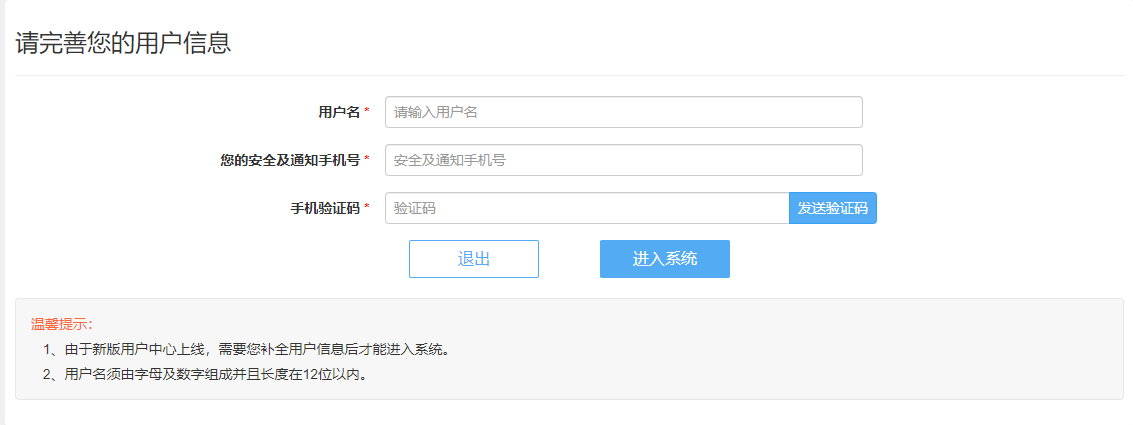 请完善您的用户信息
用户名 * 请输入用户名
您的安全及通知手机号 * 安全及通知手机号
手机验证码 * 验证码 发送验证码
退出 进入系统
温馨提示：
1、由于新版用户中心上线，需要您补全用户信息后才能进入系统。
2、用户名须由字母及数字组成并且长度在12位以内。